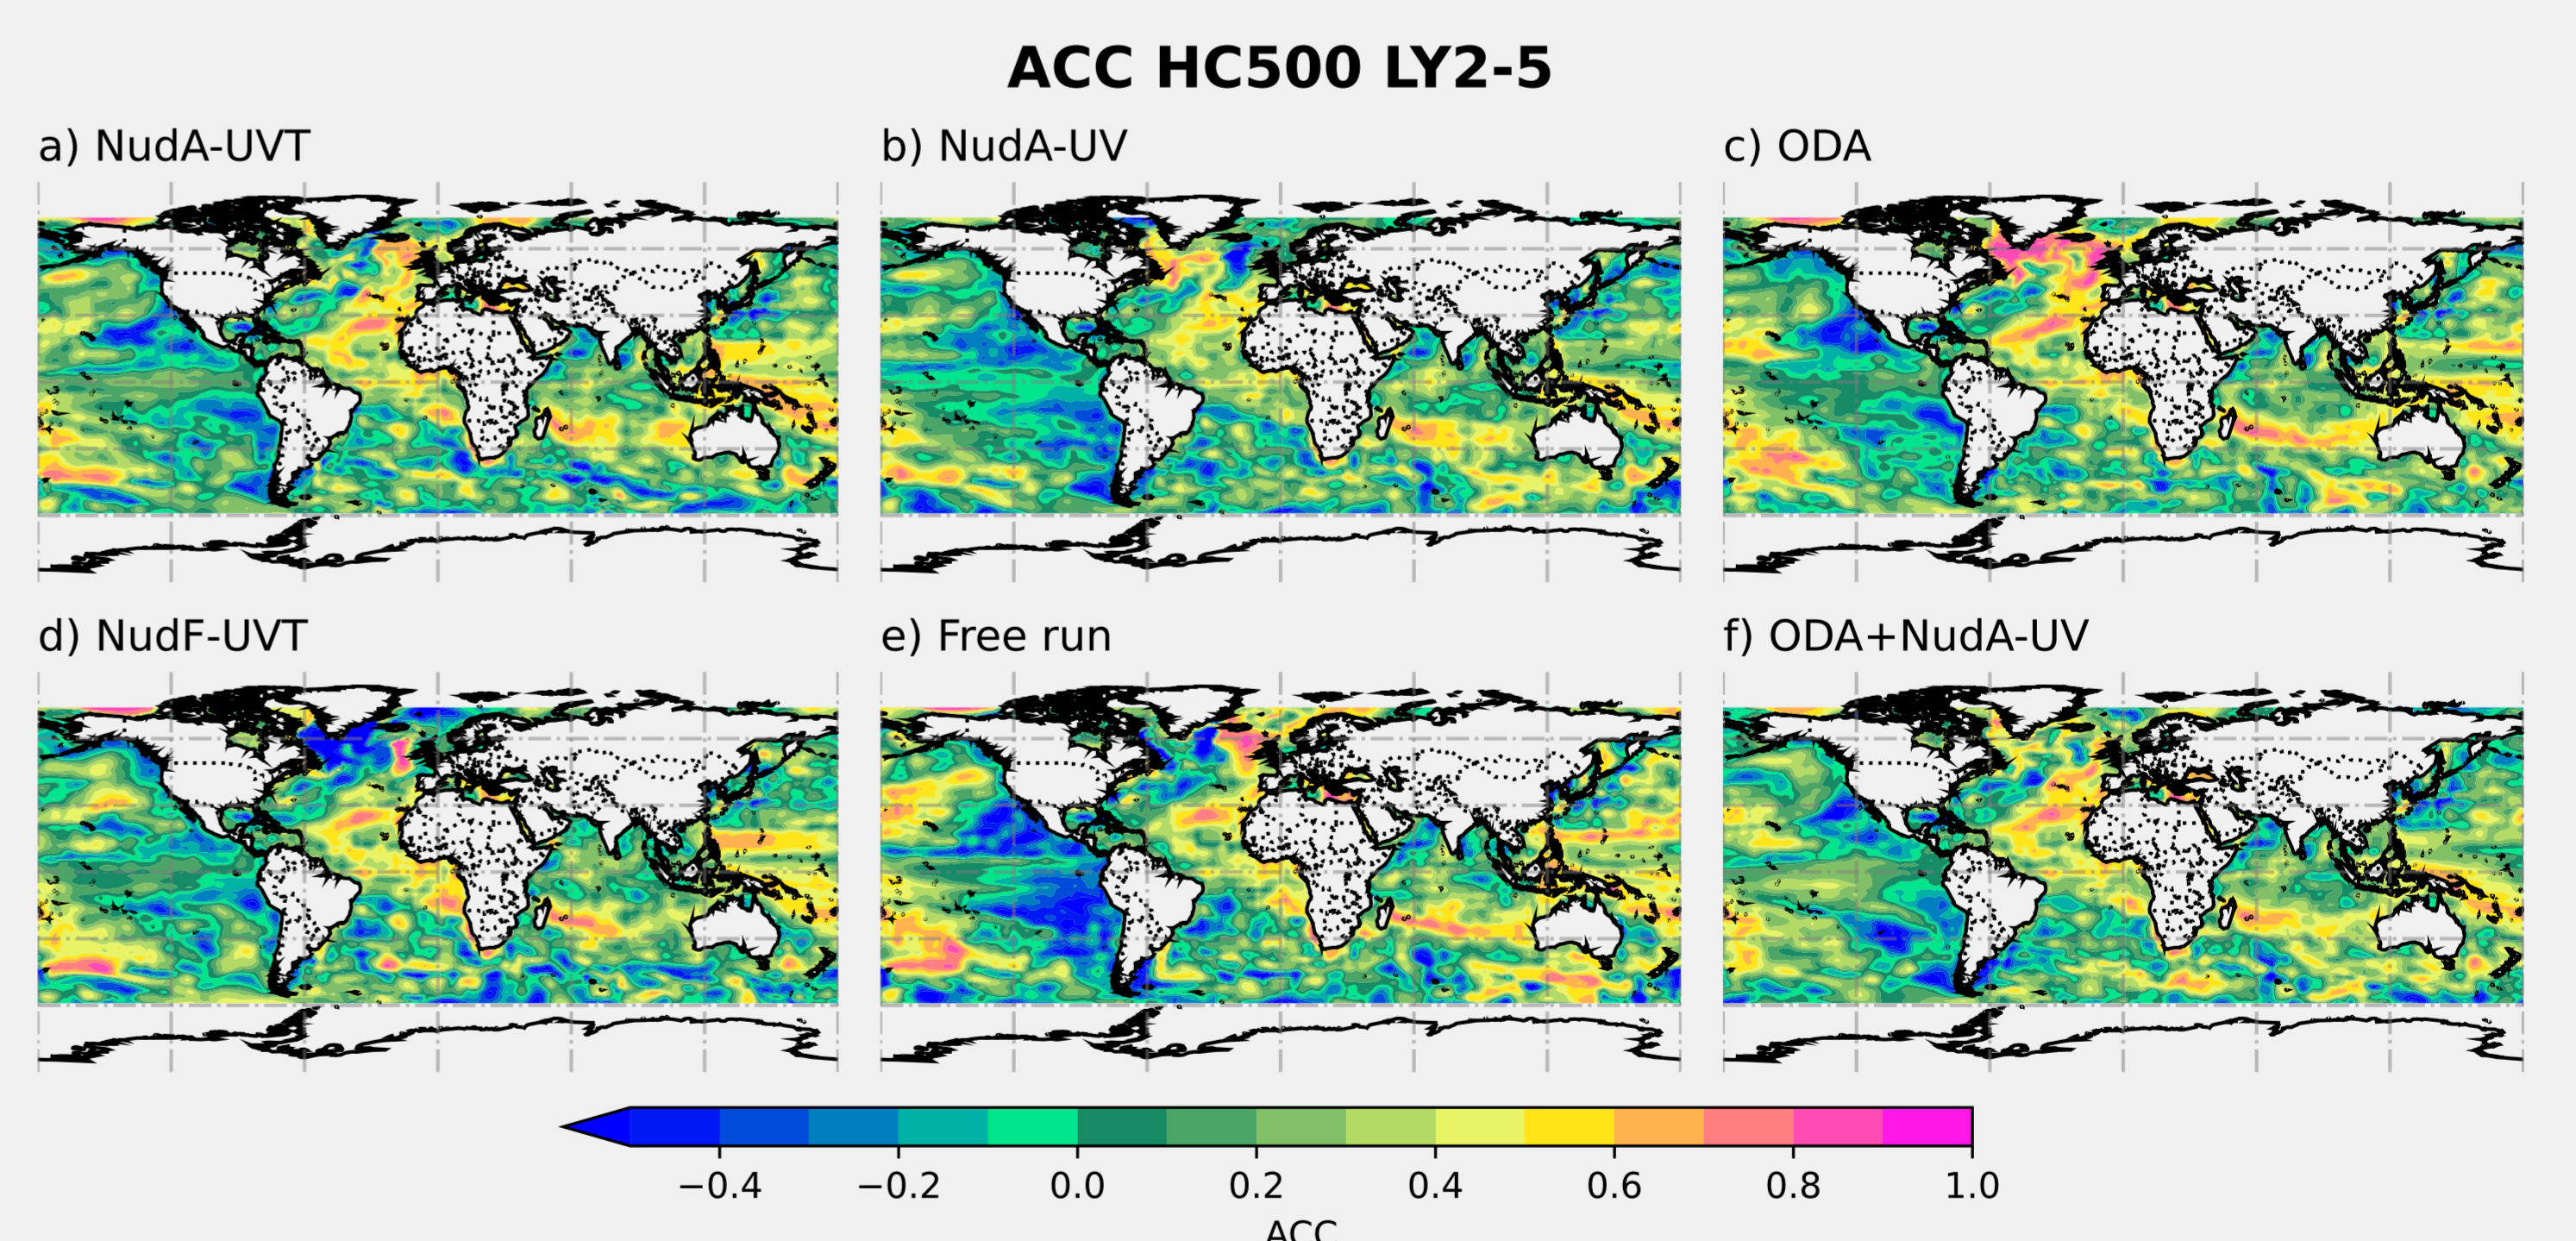 ACC HC500 LY2-5
a) NudA-UVT
b) NudA-UV
c) ODA
d) NudF-UVT
e) Free run
f) ODA+NudA-UV
−0.4 −0.2 0.0 0.2 0.4 0.6 0.8 1.0
ACC